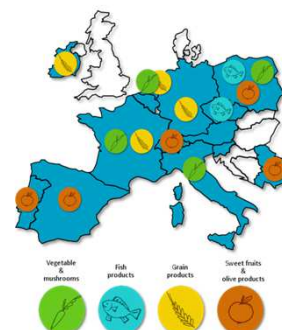 Vegetable
&
mushrooms
Fish
products
Grain
products
Sweet fruits
&
olive products